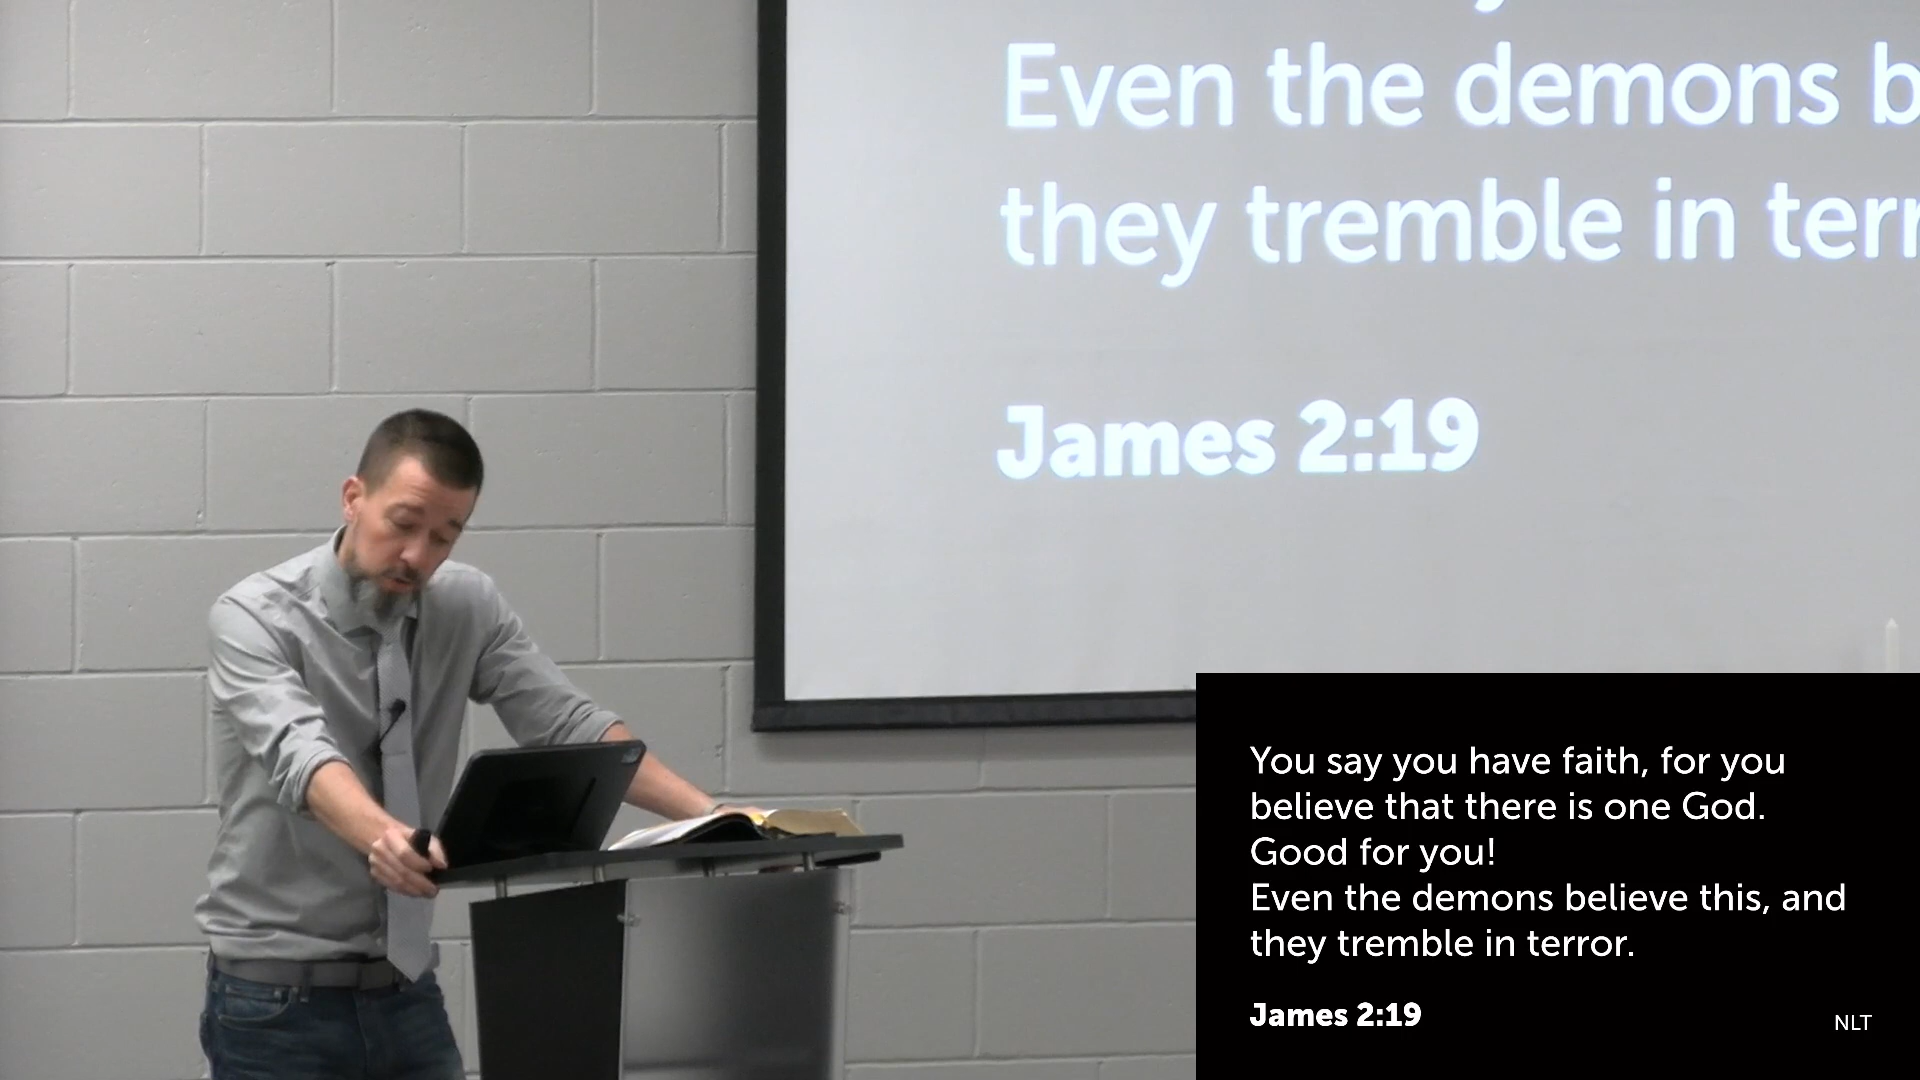 Even the demons
they tremble in
James 2:19
You say you have faith, for you
believe that there is one God.
Good for you!
Even the demons believe this, and
they tremble in terror.
James 2:19
NLT